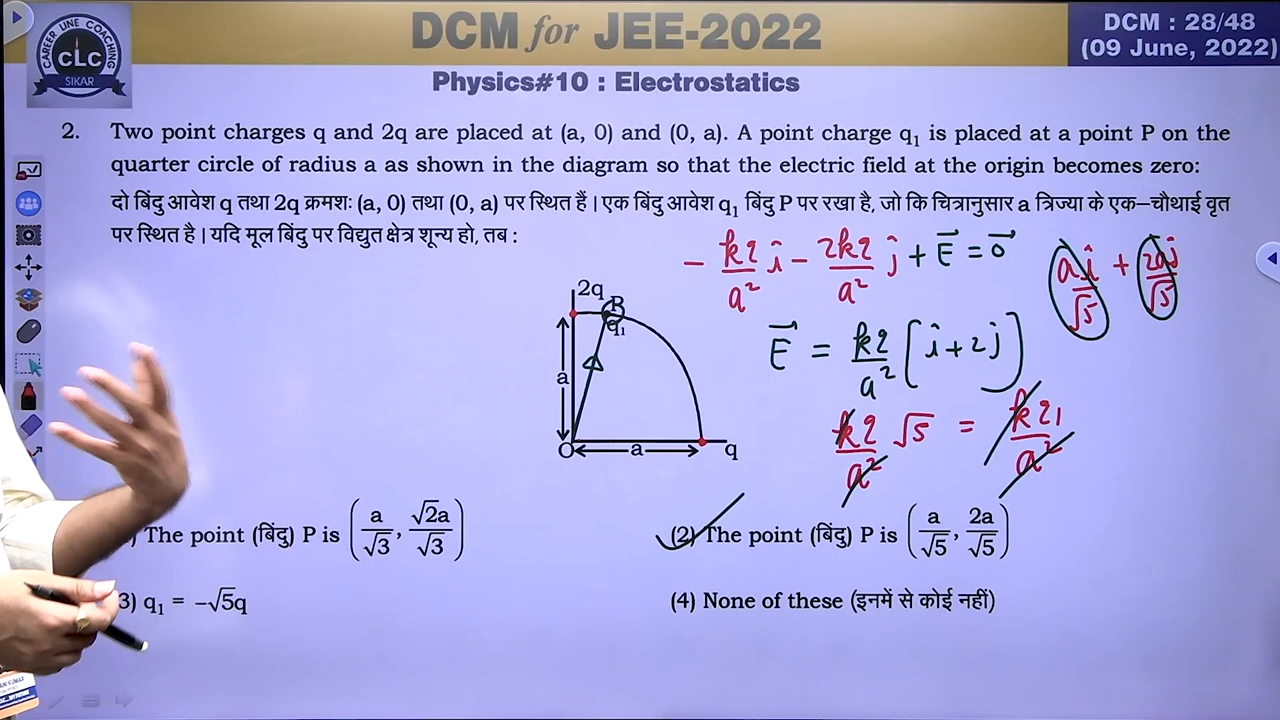 CAREER LINE COACHING
CLC
SIKAR
DCM for JEE-2022
DCM : 28/48
(09 June, 2022)
Physics#10 : Electrostatics
2. Two point charges q and 2q are placed at (a, 0) and (0, a). A point charge q₁ is placed at a point P on the
quarter circle of radius a as shown in the diagram so that the electric field at the origin becomes zero:
दो बिंदु आवेश q तथा 2q क्रमशः (a, 0) तथा (0, a) पर स्थित हैं। एक बिंदु आवेश q₁ बिंदु P पर रखा है, जो कि चित्रानुसार a त्रिज्या के एक–चौथाई वृत
पर स्थित है। यदि मूल बिंदु पर विद्युत क्षेत्र शून्य हो, तब :
- kq/a² i - 2kq/a² j + E⃗ = 0⃗
ai/√5 + 2aj/√5
E⃗ = kq/a² [i + 2j]
kq/a² √5 = kq₁/a²
2q
P
q₁
a
O
a
q
) The point (बिंदु) P is (a/√3, √2a/√3)
(2) The point (बिंदु) P is (a/√5, 2a/√5)
3) q₁ = −√5q
(4) None of these (इनमें से कोई नहीं)